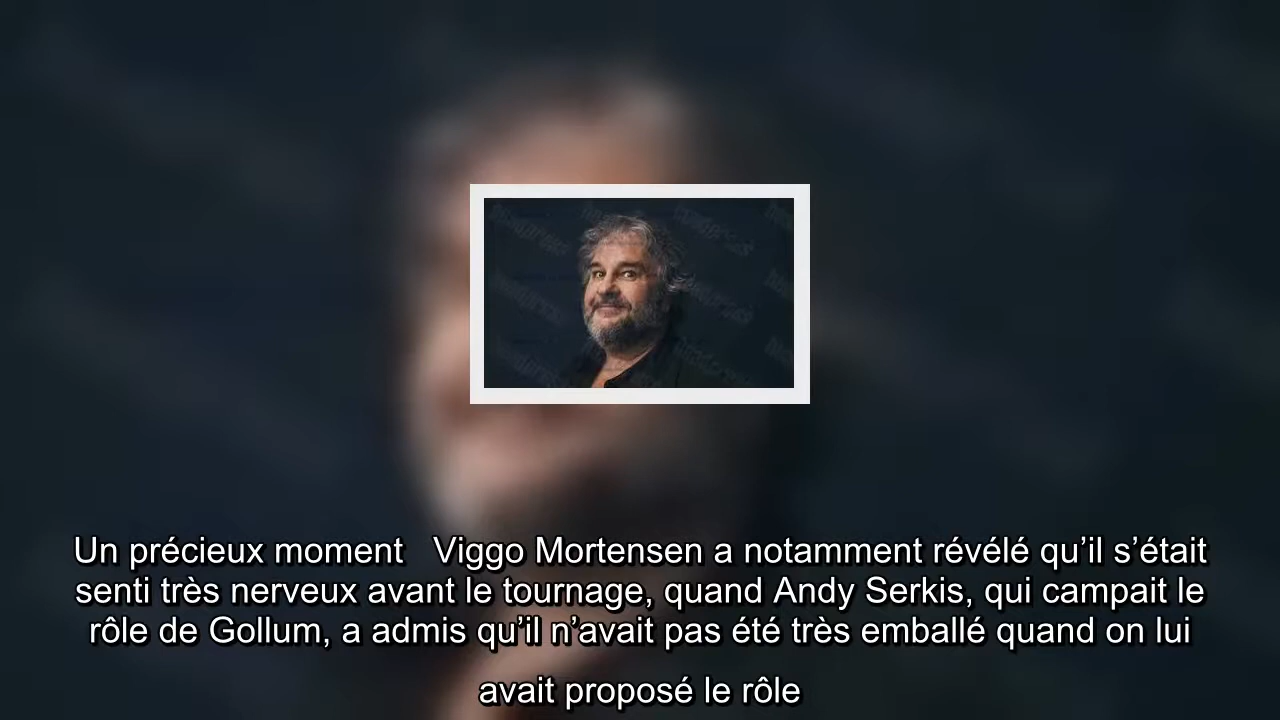 Un précieux moment   Viggo Mortensen a notamment révélé qu’il s’était
senti très nerveux avant le tournage, quand Andy Serkis, qui campait le
rôle de Gollum, a admis qu’il n’avait pas été très emballé quand on lui
avait proposé le rôle